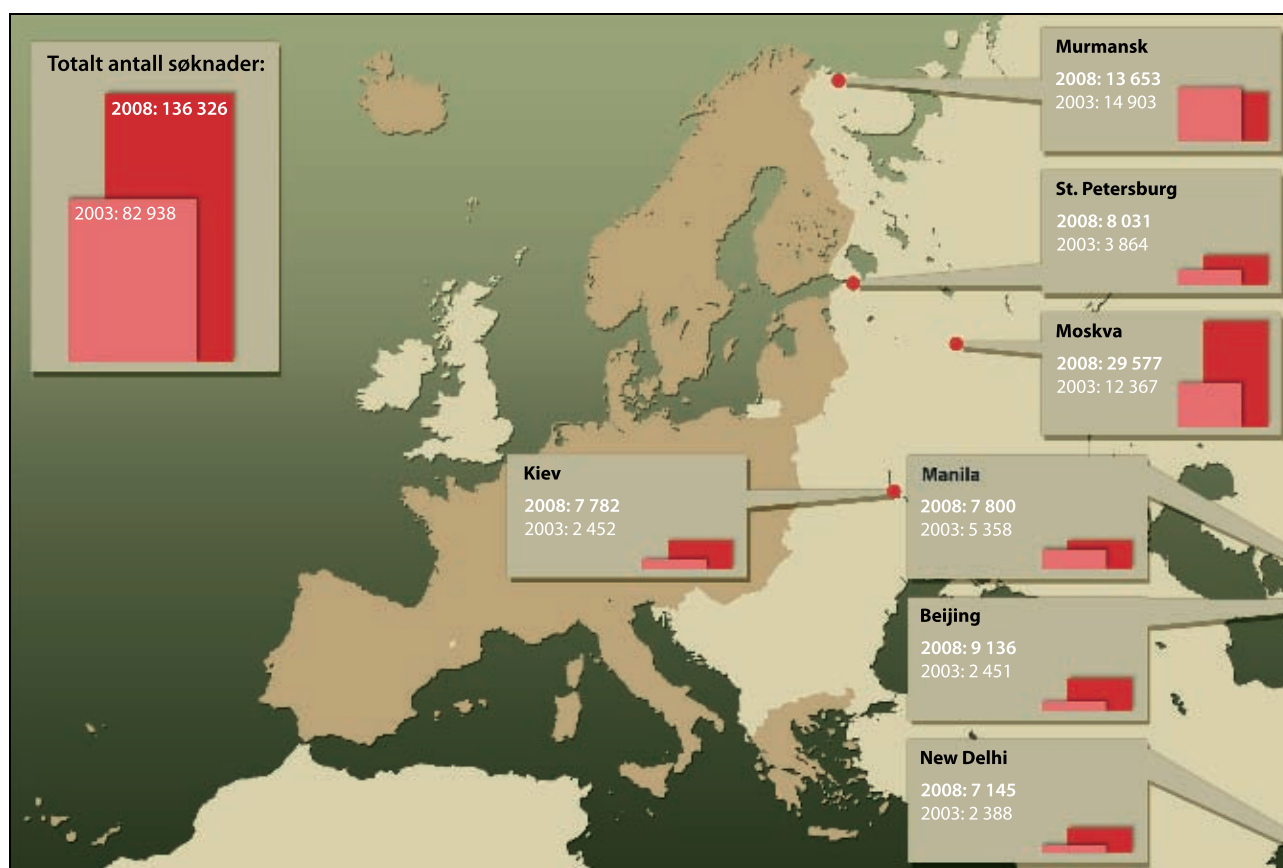 Totalt antall søknader:
2008: 136 326
2003: 82 938
Murmansk
2008: 13 653
2003: 14 903
St. Petersburg
2008: 8 031
2003: 3 864
Moskva
2008: 29 577
2003: 12 367
Kiev
2008: 7 782
2003: 2 452
Manila
2008: 7 800
2003: 5 358
Beijing
2008: 9 136
2003: 2 451
New Delhi
2008: 7 145
2003: 2 388